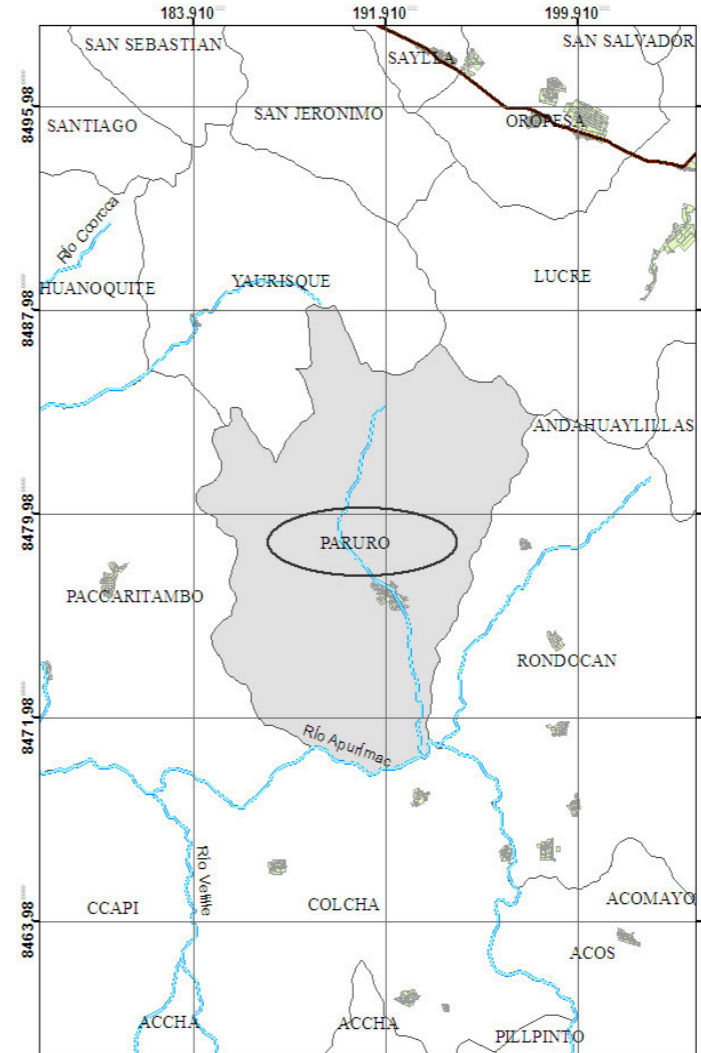 183.910 191.910 199.910
SAN SEBASTIAN
SAYLLA
SAN SALVADOR
8495.98
SANTIAGO
SAN JERONIMO
OROPESA
Río Ccorcca
HUANOQUITE
YAURISQUE
LUCRE
8487.98
ANDAHUAYLILLAS
8479.98
PARURO
PACCARITAMBO
RONDOCAN
8471.98
Río Apurímac
Río Velille
CCAPI
COLCHA
ACOMAYO
8463.98
ACOS
ACCHA
ACCHA
PILLPINTO